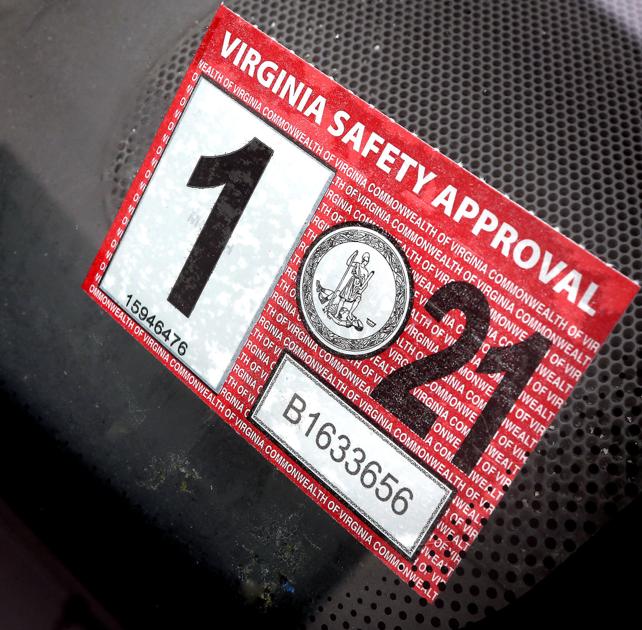 VIRGINIA SAFETY APPROVAL
1
21
15946476
B1633656
COMMONWEALTH OF VIRGINIA COMMONWEALTH OF VIRGINIA